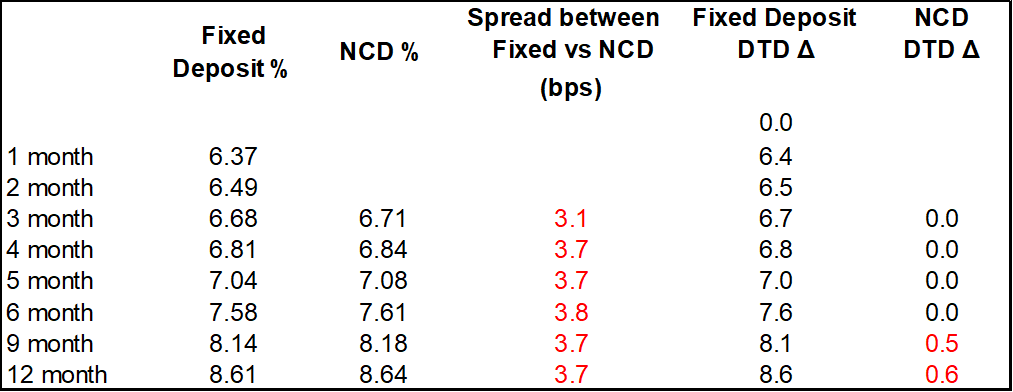 Fixed Deposit % NCD % Spread between Fixed vs NCD (bps) Fixed Deposit DTD Δ NCD DTD Δ
0.0
1 month 6.37 6.4
2 month 6.49 6.5
3 month 6.68 6.71 3.1 6.7 0.0
4 month 6.81 6.84 3.7 6.8 0.0
5 month 7.04 7.08 3.7 7.0 0.0
6 month 7.58 7.61 3.8 7.6 0.0
9 month 8.14 8.18 3.7 8.1 0.5
12 month 8.61 8.64 3.7 8.6 0.6